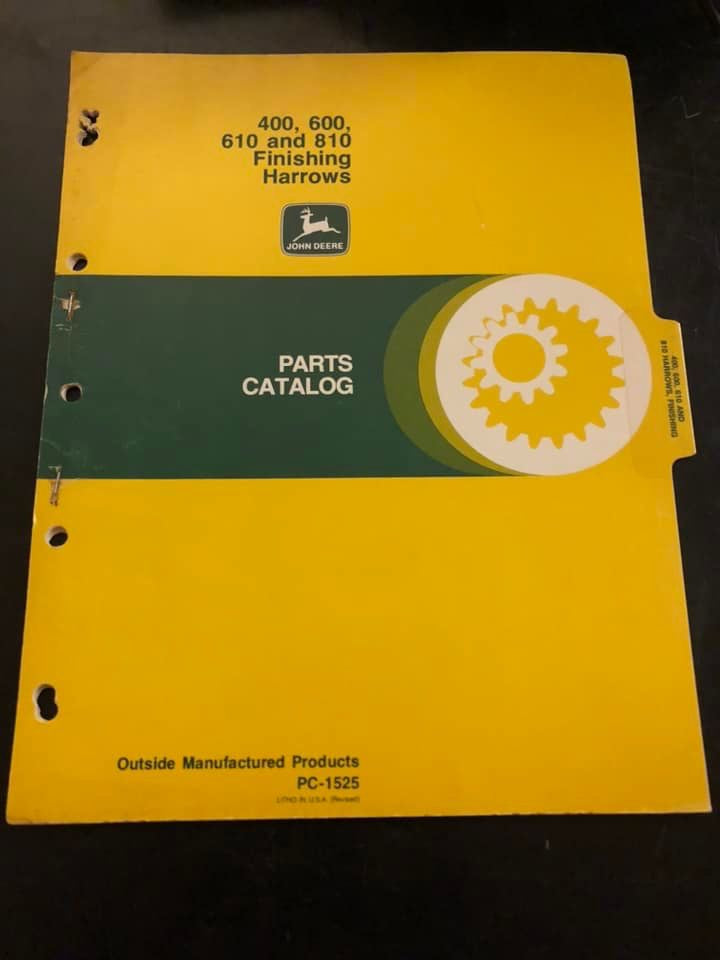 400, 600,
610 and 810
Finishing
Harrows
JOHN DEERE
PARTS
CATALOG
400, 600, 610 AND
810 HARROWS, FINISHING
Outside Manufactured Products
PC-1525
LITHO IN U.S.A. (Revised)